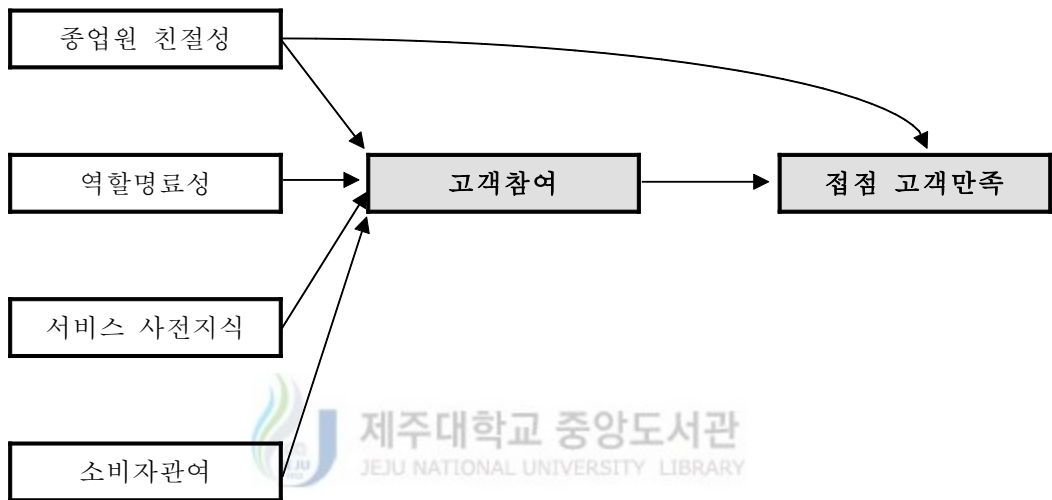 종업원 친절성
역할명료성
고객참여
접점 고객만족
서비스 사전지식
제주대학교 중앙도서관
JEJU NATIONAL UNIVERSITY LIBRARY
소비자관여